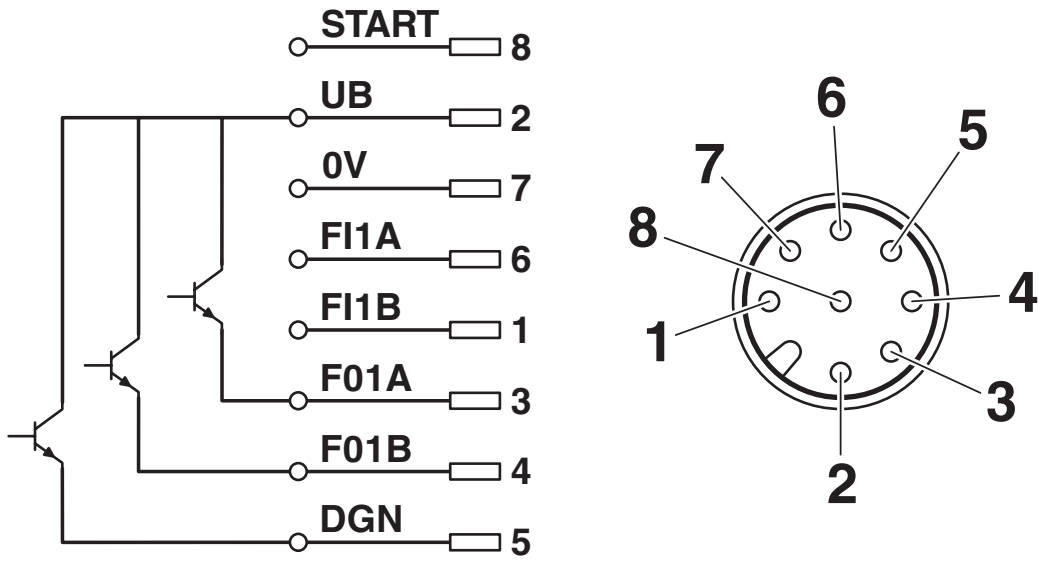 START 8
UB 2
0V 7
FI1A 6
FI1B 1
F01A 3
F01B 4
DGN 5
6
5
7
8
4
1
3
2